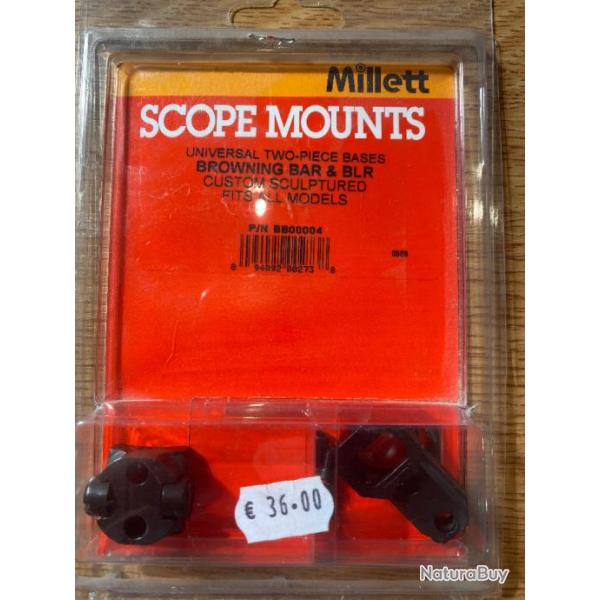 Millett
SCOPE MOUNTS
UNIVERSAL TWO-PIECE BASES
BROWNING BAR & BLR
CUSTOM SCULPTURED
FITS ALL MODELS
P/N BB00004
€ 36.00
NaturaBuy